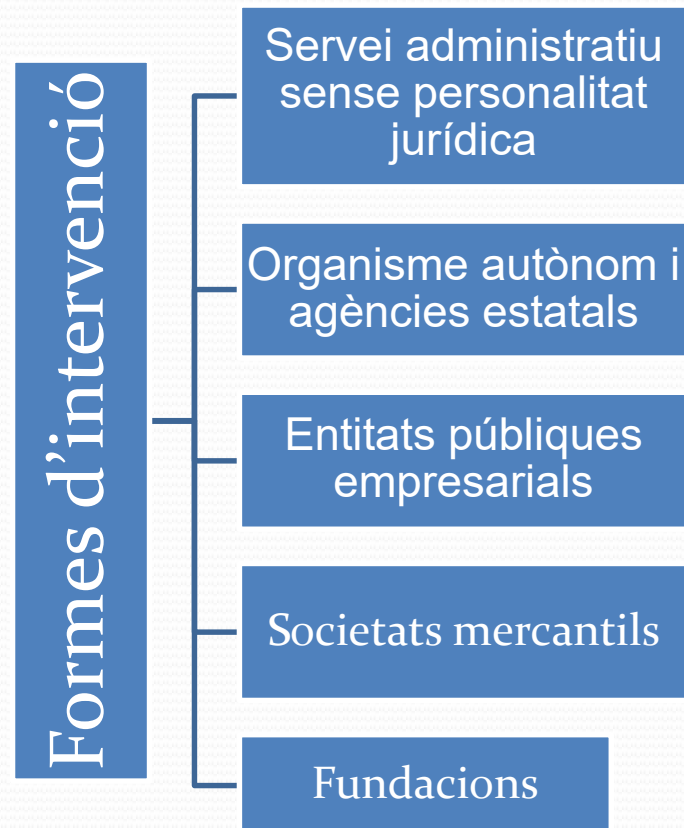 Formes d’intervenció
Servei administratiu
sense personalitat
jurídica
Organisme autònom i
agències estatals
Entitats públiques
empresarials
Societats mercantils
Fundacions